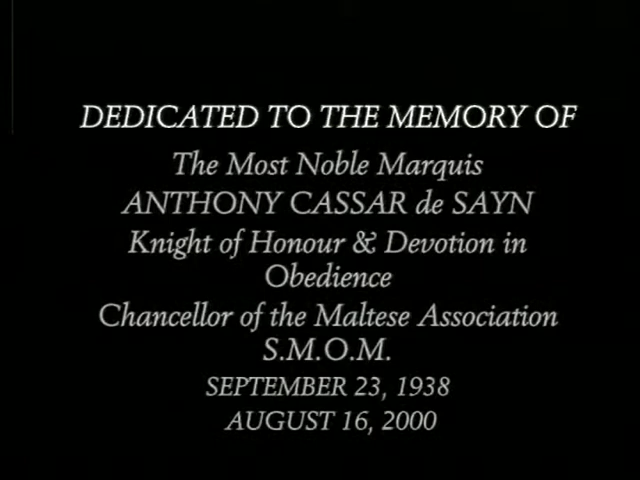 DEDICATED TO THE MEMORY OF
The Most Noble Marquis
ANTHONY CASSAR de SAYN
Knight of Honour & Devotion in
Obedience
Chancellor of the Maltese Association
S.M.O.M.
SEPTEMBER 23, 1938
AUGUST 16, 2000